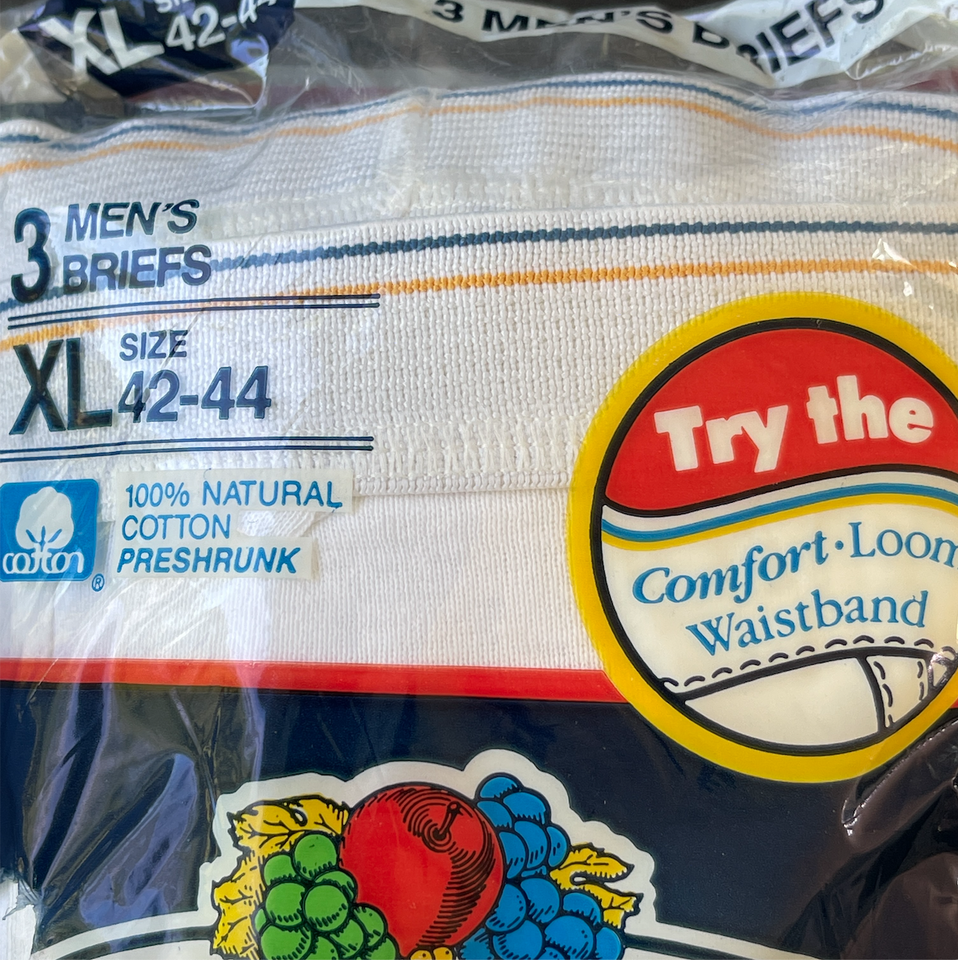 XL
SIZE
42-44
3 MEN'S BRIEFS
3 MEN'S
BRIEFS
XL SIZE
42-44
cotton
®
100% NATURAL
COTTON
PRESHRUNK
Try the
Comfort·Loom
Waistband